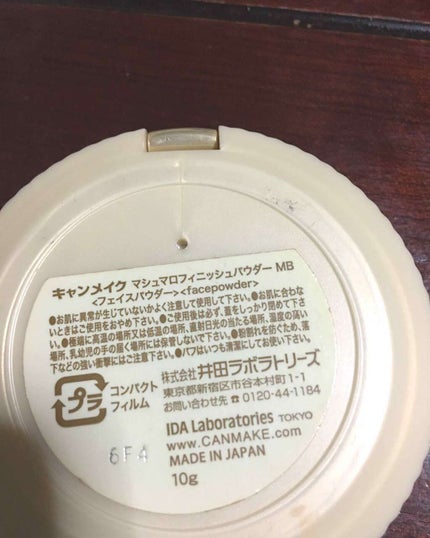 キャンメイク マシュマロフィニッシュパウダー MB
<フェイスパウダー><facepowder>
●お肌に異常が生じていないかよく注意して使用して下さい。●お肌に合わな
いときはご使用をおやめ下さい。●ご使用後は必ず、蓋をしっかり閉めて下さ
い。●極端に高温の場所又は低温の場所、直射日光の当たる場所、湿度の高い
場所、乳幼児の手の届く場所には保管しないで下さい。●粉割れを防ぐため、落
下などの強い衝撃にはご注意下さい。●パフはいつも清潔にしてお使い下さい。
プラ
コンパクト
フィルム
株式会社 井田ラボラトリーズ
東京都新宿区市谷本村町1-1
お問い合わせ先 ☎ 0120-44-1184
IDA Laboratories TOKYO
www.CANMAKE.com
MADE IN JAPAN
10g
6F4